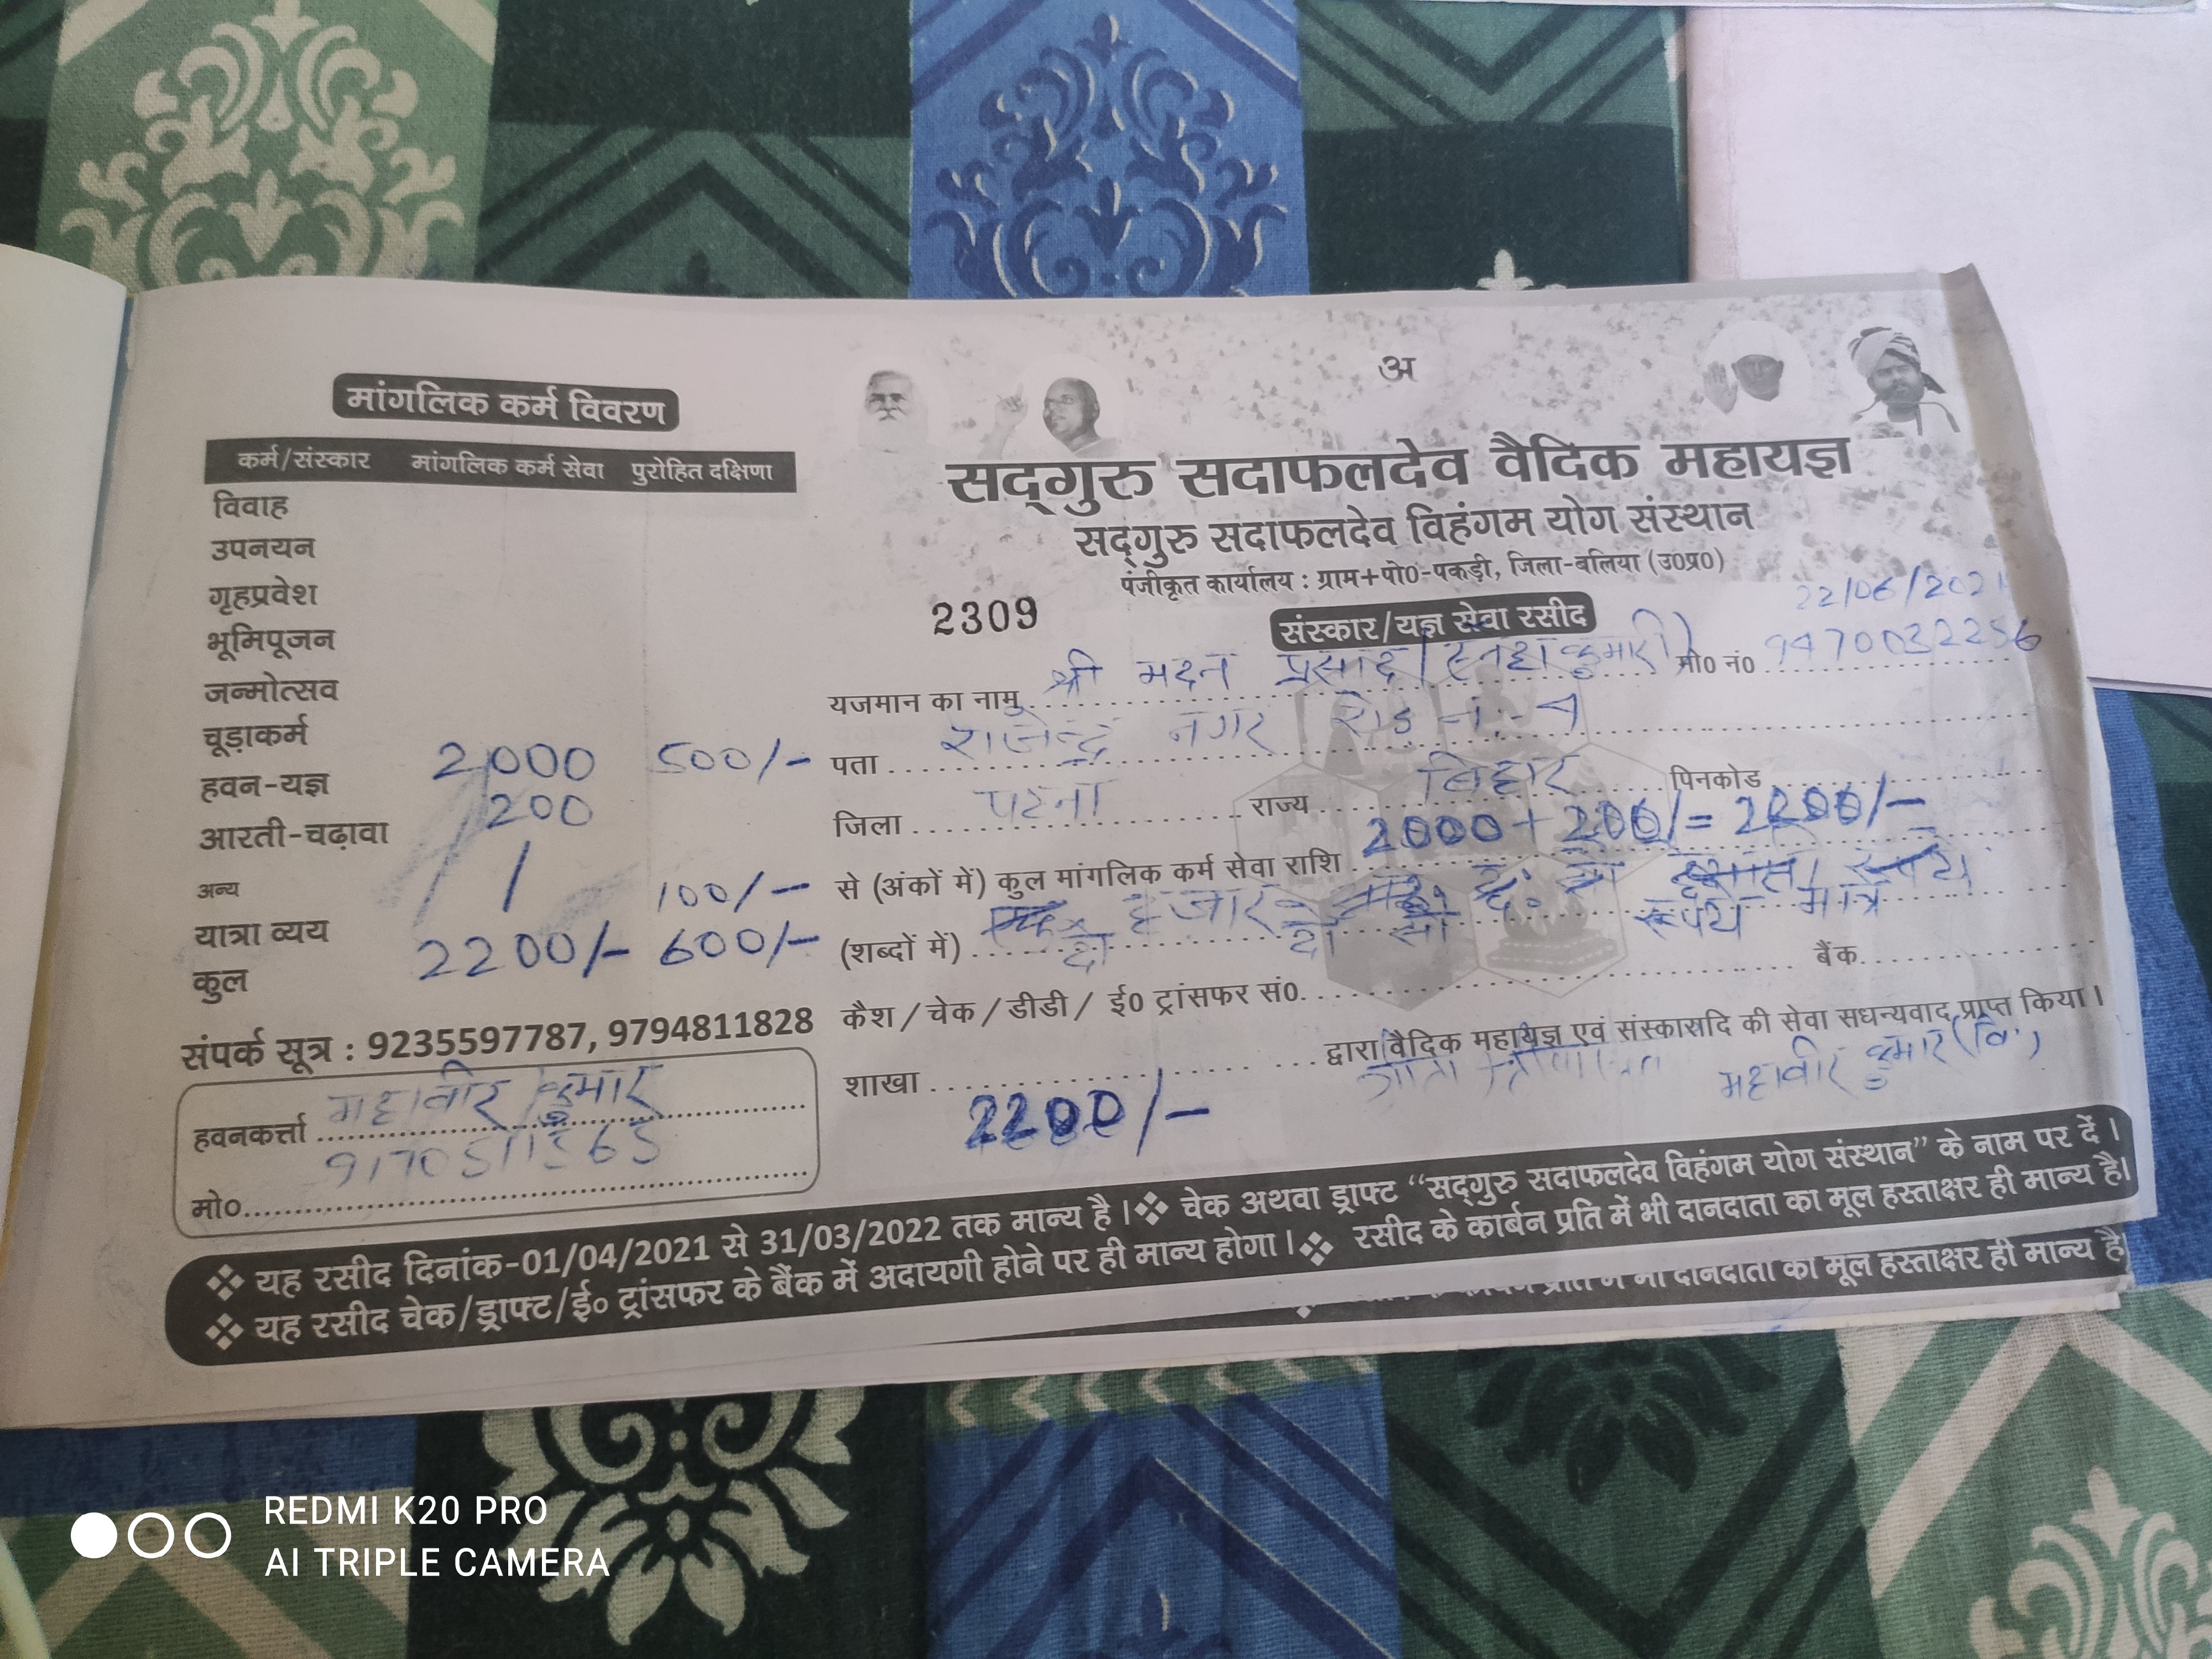 मांगलिक कर्म विवरण
कर्म/संस्कार मांगलिक कर्म सेवा पुरोहित दक्षिणा
विवाह
उपनयन
गृहप्रवेश
भूमिपूजन
जन्मोत्सव
चूड़ाकर्म
हवन-यज्ञ 2000 500/-
आरती-चढ़ावा 200
अन्य
यात्रा व्यय 100/-
कुल 2200/- 600/-
संपर्क सूत्र : 9235597787, 9794811828
हवनकर्त्ता महावीर कुमार
मो०
अ
सद्गुरु सदाफलदेव वैदिक महायज्ञ
सद्गुरु सदाफलदेव विहंगम योग संस्थान
पंजीकृत कार्यालय : ग्राम+पो०-पकड़ी, जिला-बलिया (उ०प्र०)
22/06/2021
2309 संस्कार/यज्ञ सेवा रसीद
यजमान का नाम श्री मदन प्रसाद कुमारी) मो० नं० 9470032256
पता राजेन्द्र नगर रोड नं.-
जिला पटना राज्य बिहार पिनकोड
से (अंकों में) कुल मांगलिक कर्म सेवा राशि 2000+200/=2200/-
(शब्दों में) दो हजार दो सौ रूपये मात्र
कैश/चेक/डीडी/ ई० ट्रांसफर सं० बैंक
शाखा द्वारा वैदिक महायज्ञ एवं संस्कारादि की सेवा सधन्यवाद प्राप्त किया।
2200/- महावीर कुमार (वि.)
❖ यह रसीद दिनांक-01/04/2021 से 31/03/2022 तक मान्य है। ❖ चेक अथवा ड्राफ्ट “सद्गुरु सदाफलदेव विहंगम योग संस्थान” के नाम पर दें।
❖ यह रसीद चेक/ड्राफ्ट/ई० ट्रांसफर के बैंक में अदायगी होने पर ही मान्य होगा। ❖ रसीद के कार्बन प्रति में भी दानदाता का मूल हस्ताक्षर ही मान्य है।
प्रति में भी दानदाता का मूल हस्ताक्षर ही मान्य है
REDMI K20 PRO
AI TRIPLE CAMERA